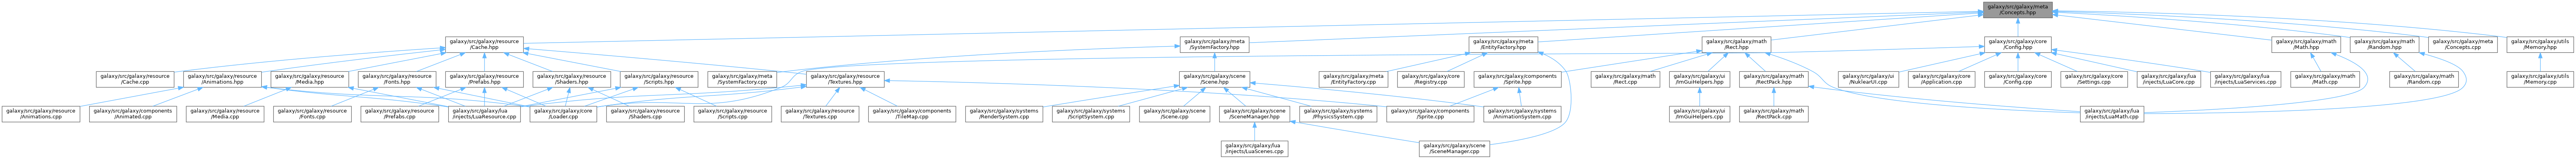 galaxy/src/galaxy/meta
/Concepts.hpp
galaxy/src/galaxy/resource
/Cache.hpp
galaxy/src/galaxy/meta
/SystemFactory.hpp
galaxy/src/galaxy/meta
/EntityFactory.hpp
galaxy/src/galaxy/math
/Rect.hpp
galaxy/src/galaxy/core
/Config.hpp
galaxy/src/galaxy/math
/Math.hpp
galaxy/src/galaxy/math
/Random.hpp
galaxy/src/galaxy/meta
/Concepts.cpp
galaxy/src/galaxy/utils
/Memory.hpp
galaxy/src/galaxy/resource
/Cache.cpp
galaxy/src/galaxy/resource
/Animations.hpp
galaxy/src/galaxy/resource
/Media.hpp
galaxy/src/galaxy/resource
/Fonts.hpp
galaxy/src/galaxy/resource
/Prefabs.hpp
galaxy/src/galaxy/resource
/Shaders.hpp
galaxy/src/galaxy/resource
/Scripts.hpp
galaxy/src/galaxy/meta
/SystemFactory.cpp
galaxy/src/galaxy/resource
/Textures.hpp
galaxy/src/galaxy/scene
/Scene.hpp
galaxy/src/galaxy/meta
/EntityFactory.cpp
galaxy/src/galaxy/core
/Registry.cpp
galaxy/src/galaxy/components
/Sprite.hpp
galaxy/src/galaxy/math
/Rect.cpp
galaxy/src/galaxy/ui
/ImGuiHelpers.hpp
galaxy/src/galaxy/math
/RectPack.hpp
galaxy/src/galaxy/ui
/NuklearUI.cpp
galaxy/src/galaxy/core
/Application.cpp
galaxy/src/galaxy/core
/Config.cpp
galaxy/src/galaxy/core
/Settings.cpp
galaxy/src/galaxy/lua
/injects/LuaCore.cpp
galaxy/src/galaxy/lua
/injects/LuaServices.cpp
galaxy/src/galaxy/math
/Math.cpp
galaxy/src/galaxy/math
/Random.cpp
galaxy/src/galaxy/utils
/Memory.cpp
galaxy/src/galaxy/resource
/Animations.cpp
galaxy/src/galaxy/components
/Animated.cpp
galaxy/src/galaxy/resource
/Media.cpp
galaxy/src/galaxy/resource
/Fonts.cpp
galaxy/src/galaxy/resource
/Prefabs.cpp
galaxy/src/galaxy/lua
/injects/LuaResource.cpp
galaxy/src/galaxy/core
/Loader.cpp
galaxy/src/galaxy/resource
/Shaders.cpp
galaxy/src/galaxy/resource
/Scripts.cpp
galaxy/src/galaxy/resource
/Textures.cpp
galaxy/src/galaxy/components
/TileMap.cpp
galaxy/src/galaxy/systems
/RenderSystem.cpp
galaxy/src/galaxy/systems
/ScriptSystem.cpp
galaxy/src/galaxy/scene
/Scene.cpp
galaxy/src/galaxy/scene
/SceneManager.hpp
galaxy/src/galaxy/systems
/PhysicsSystem.cpp
galaxy/src/galaxy/components
/Sprite.cpp
galaxy/src/galaxy/systems
/AnimationSystem.cpp
galaxy/src/galaxy/ui
/ImGuiHelpers.cpp
galaxy/src/galaxy/math
/RectPack.cpp
galaxy/src/galaxy/lua
/injects/LuaMath.cpp
galaxy/src/galaxy/lua
/injects/LuaScenes.cpp
galaxy/src/galaxy/scene
/SceneManager.cpp